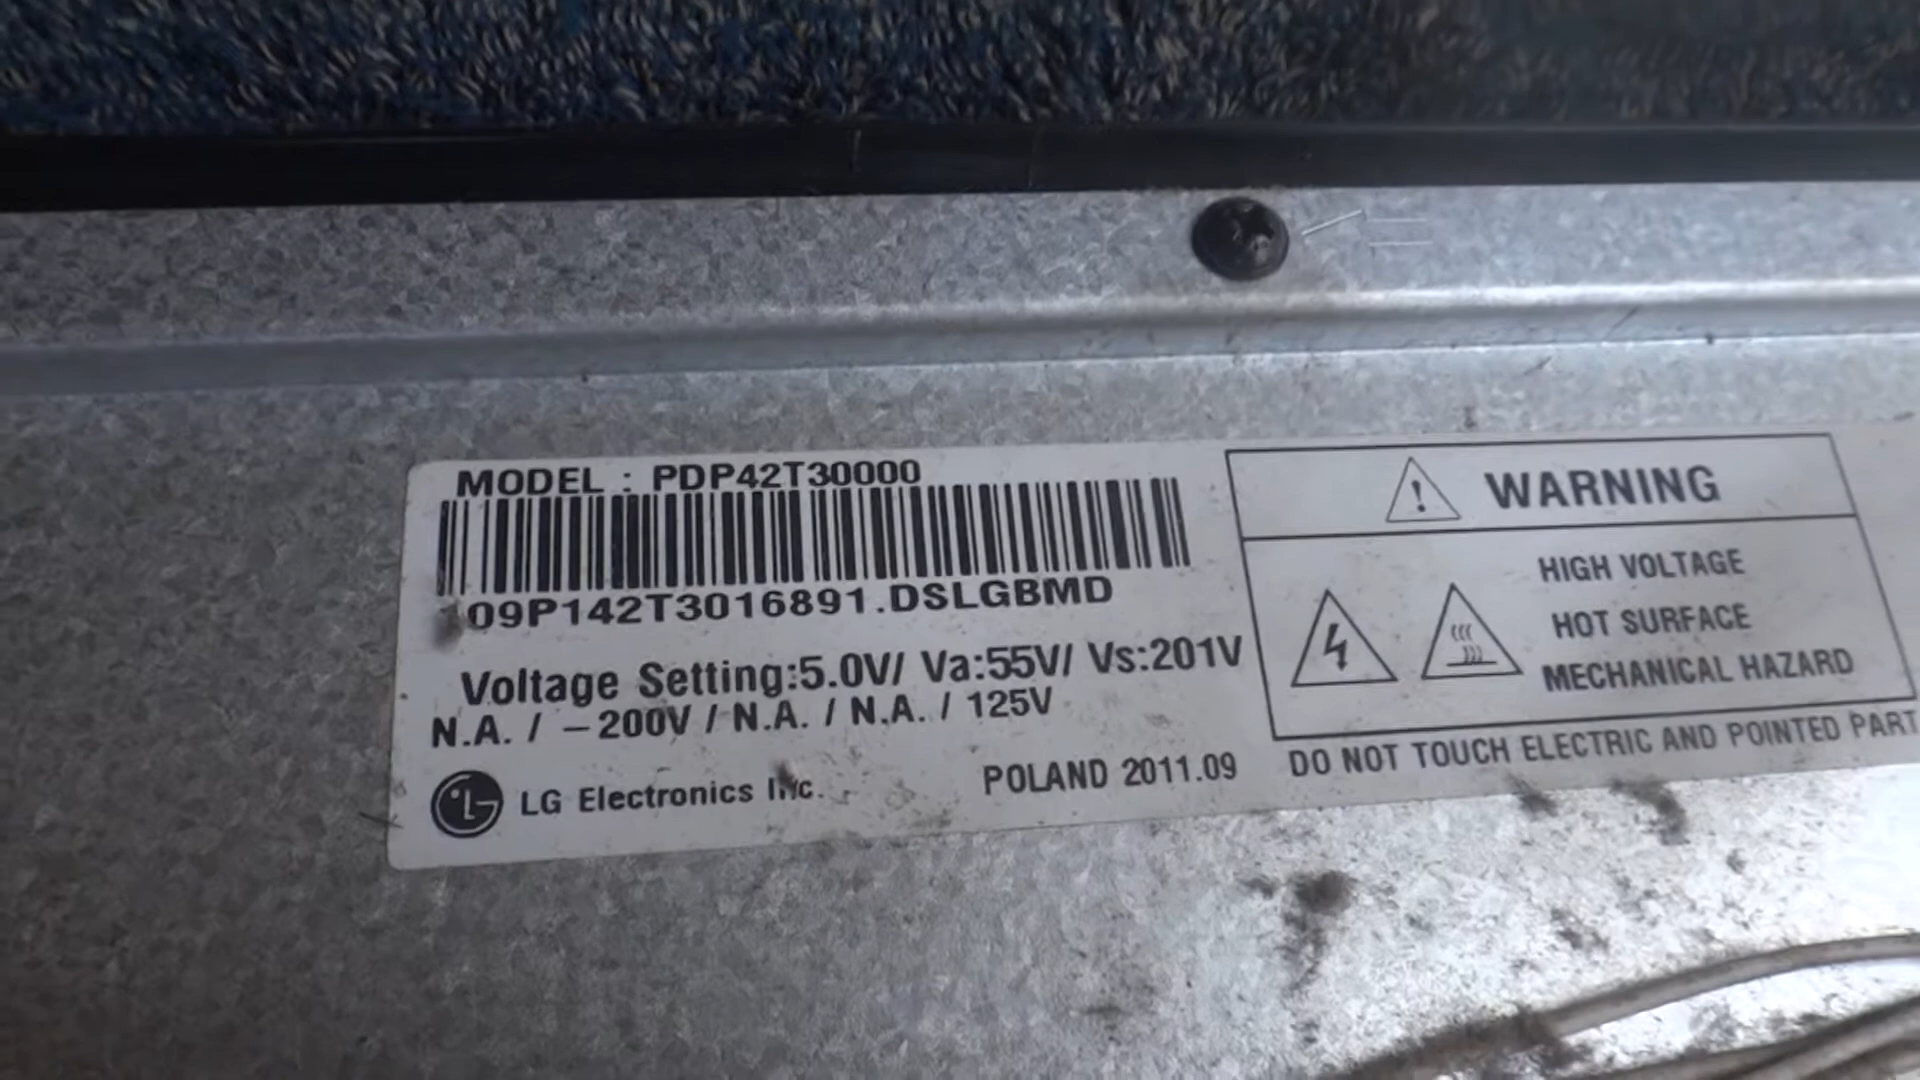 MODEL : PDP42T30000
09P142T3016891.DSLGBMD
Voltage Setting:5.0V/ Va:55V/ Vs:201V
N.A. / -200V / N.A. / N.A. / 125V
LG Electronics Inc.
POLAND 2011.09
WARNING
HIGH VOLTAGE
HOT SURFACE
MECHANICAL HAZARD
DO NOT TOUCH ELECTRIC AND POINTED PART